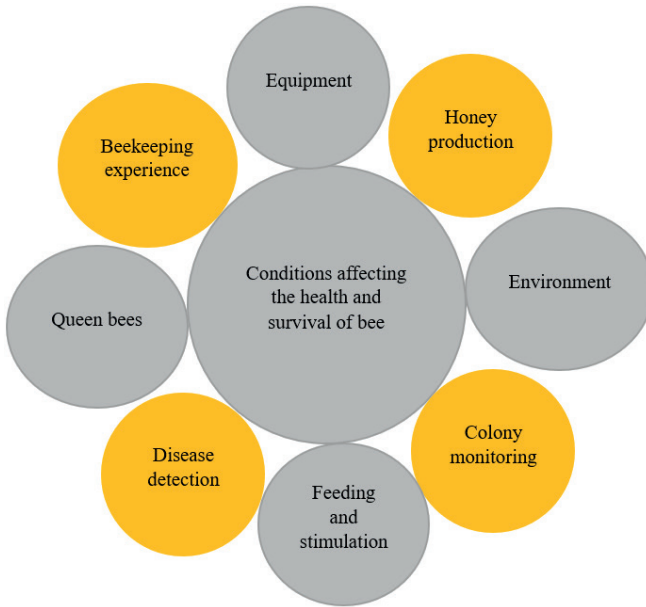 Equipment
Honey
production
Beekeeping
experience
Conditions affecting
the health and
survival of bee
Environment
Queen bees
Colony
monitoring
Disease
detection
Feeding
and
stimulation